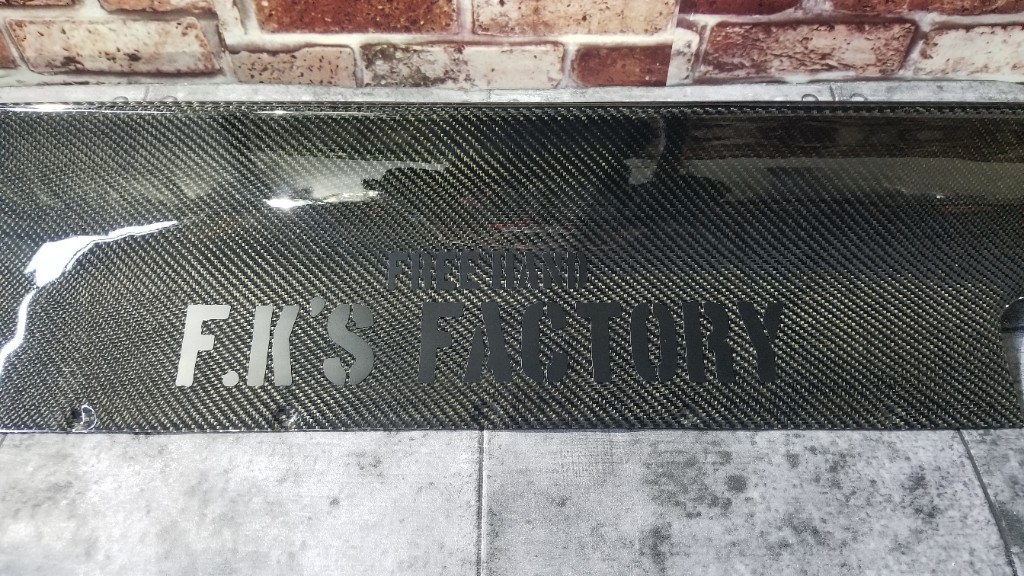 FREE HAND
F.K'S FACTORY